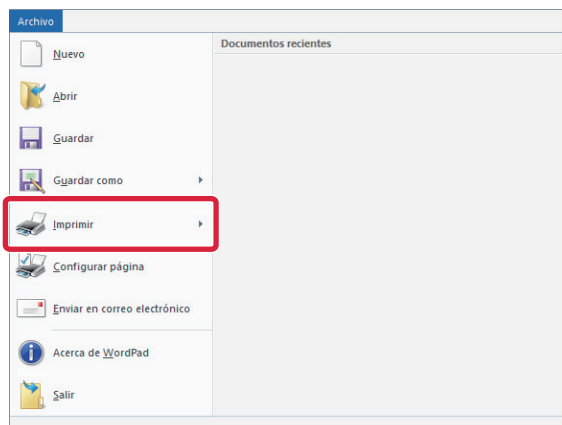 Archivo
Documentos recientes
Nuevo
Abrir
Guardar
Guardar como
Imprimir
Configurar página
Enviar en correo electrónico
Acerca de WordPad
Salir